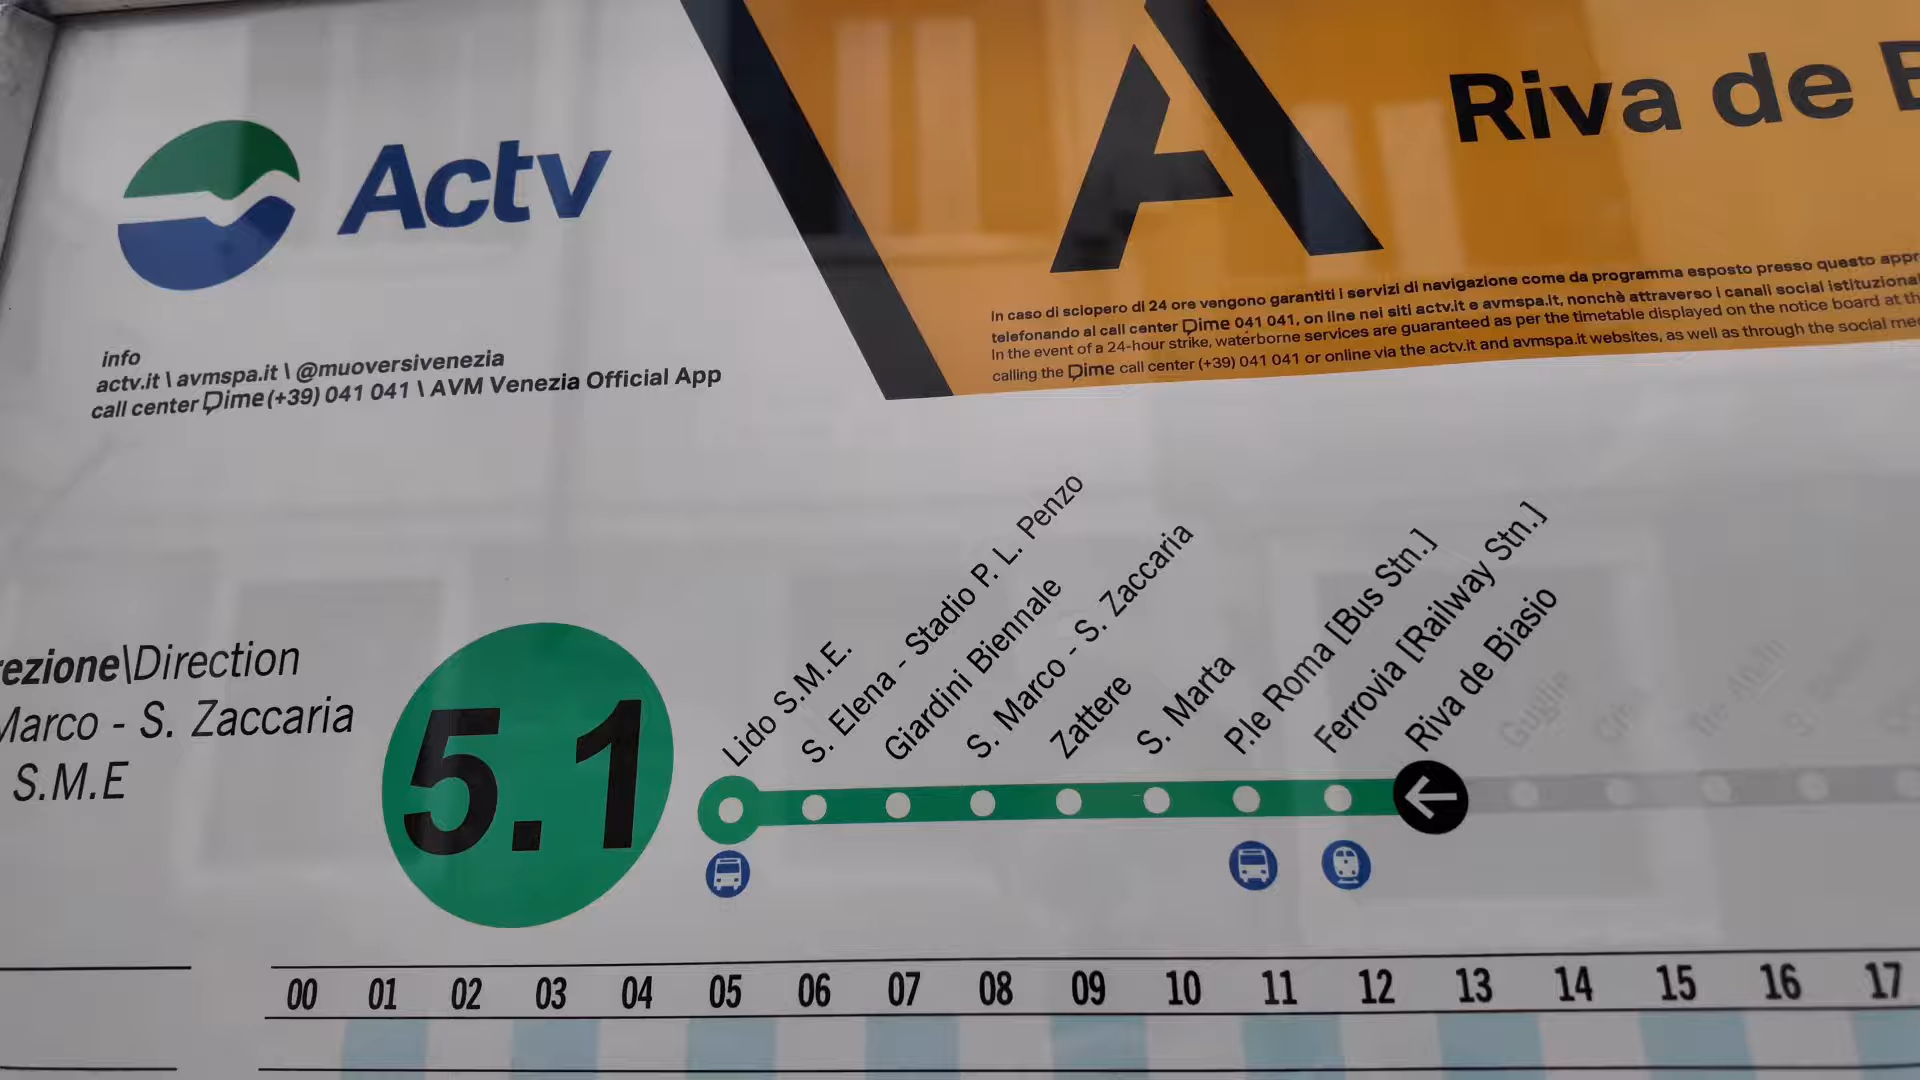 Actv
A
Riva de
info
actv.it \ avmspa.it \ @muoversivenezia
call center Dime (+39) 041 041 \ AVM Venezia Official App
In caso di sciopero di 24 ore vengono garantiti i servizi di navigazione come da programma esposto presso questo appr
telefonando al call center Dime 041 041, on line nei siti actv.it e avmspa.it, nonchè attraverso i canali social istituzional
In the event of a 24-hour strike, waterborne services are guaranteed as per the timetable displayed on the notice board at th
calling the Dime call center (+39) 041 041 or online via the actv.it and avmspa.it websites, as well as through the social me
ezione\Direction
Marco - S. Zaccaria
S.M.E
5.1
Lido S.M.E.
S. Elena - Stadio P. L. Penzo
Giardini Biennale
S. Marco - S. Zaccaria
Zattere
S. Marta
P.le Roma [Bus Stn.]
Ferrovia [Railway Stn.]
Riva de Biasio
Guglie
00 01 02 03 04 05 06 07 08 09 10 11 12 13 14 15 16 17